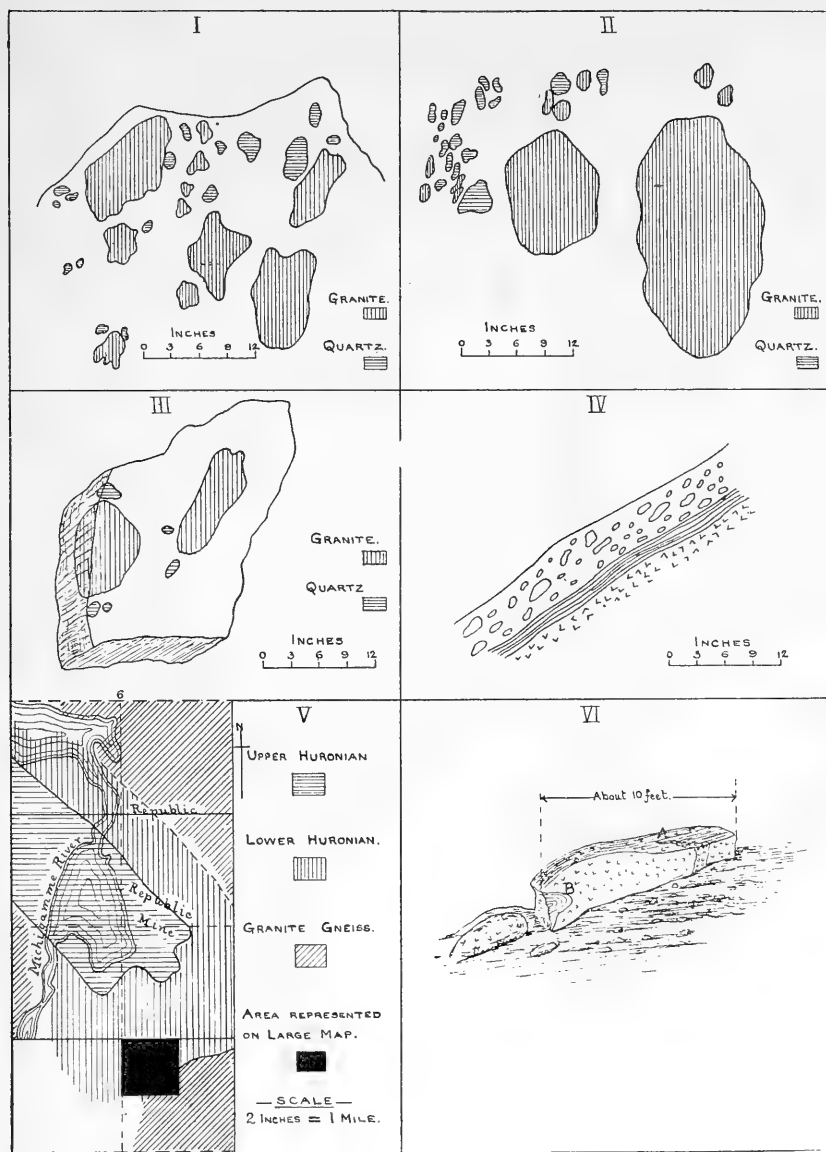 I
GRANITE.
INCHES
0 3 6 9 12
QUARTZ.
II
GRANITE.
INCHES
0 3 6 9 12
QUARTZ.
III
GRANITE.
QUARTZ
INCHES
0 3 6 9 12
IV
INCHES
0 3 6 9 12
6
V
N
UPPER HURONIAN
Republic
LOWER HURONIAN.
Michigamme River
Republic
Mine
GRANITE GNEISS.
AREA REPRESENTED
ON LARGE MAP.
— SCALE —
2 INCHES = 1 MILE.
VI
About 10 feet.
A
B